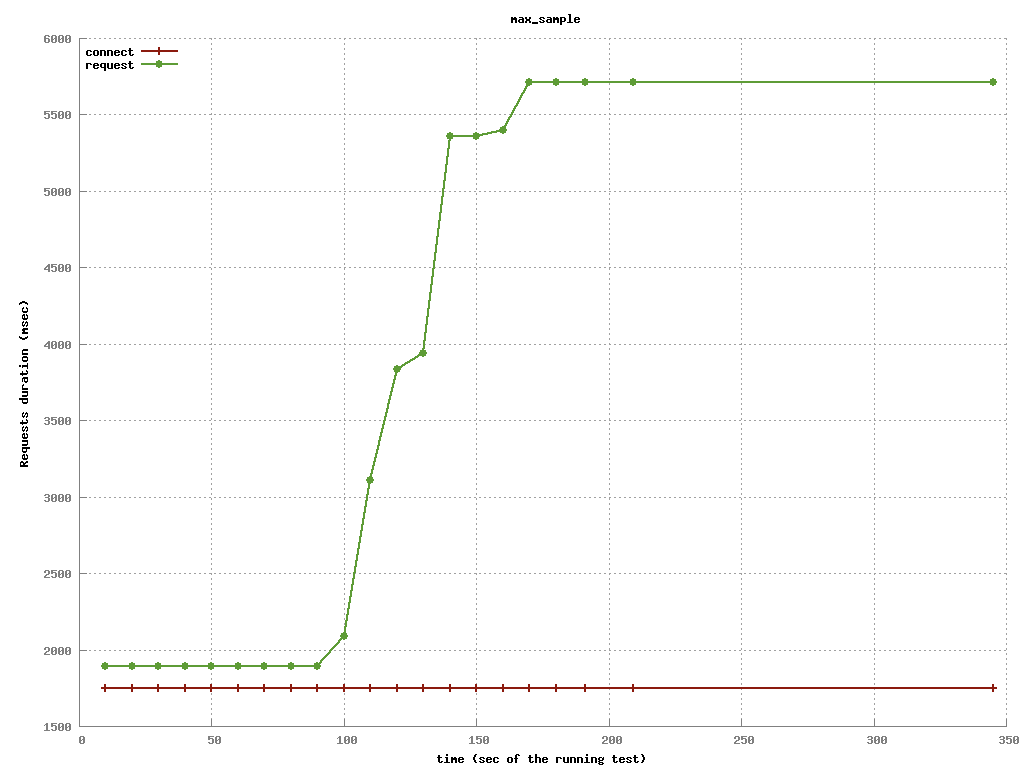 max_sample
6000
connect
request
5500
5000
4500
4000
3500
3000
2500
2000
1500
Requests duration (msec)
0 50 100 150 200 250 300 350
time (sec of the running test)